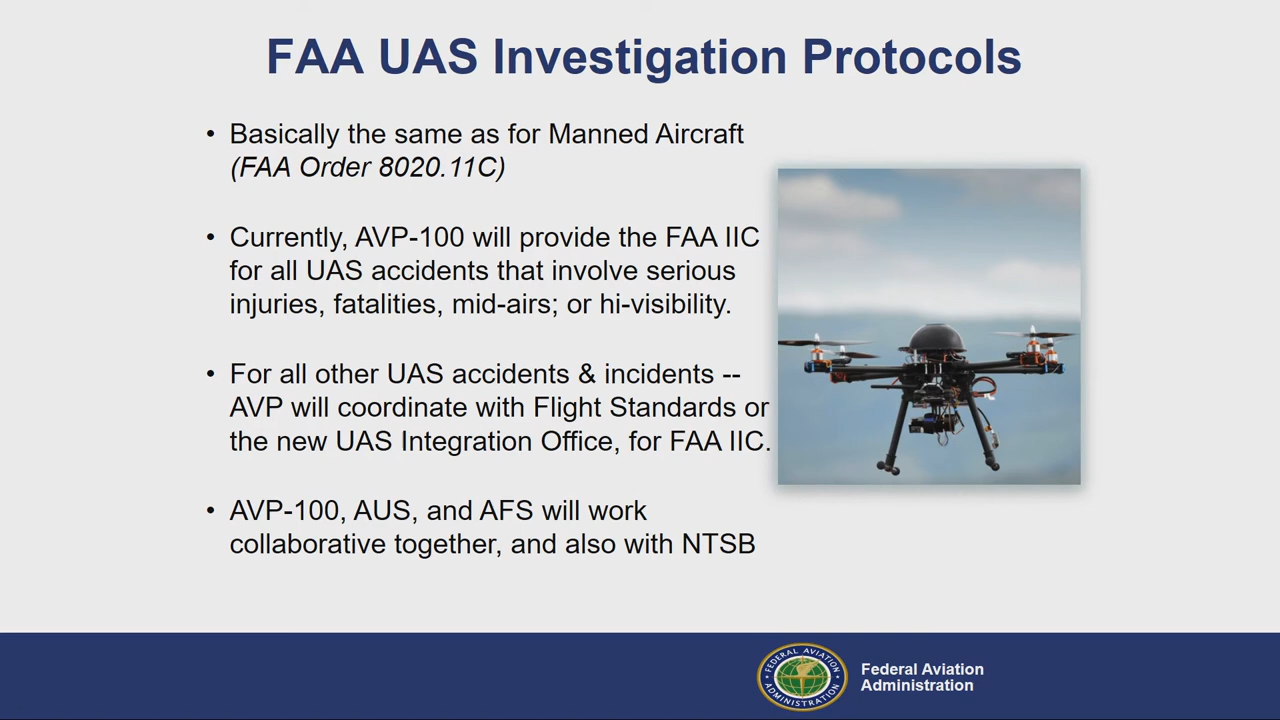 FAA UAS Investigation Protocols
• Basically the same as for Manned Aircraft
(FAA Order 8020.11C)
• Currently, AVP-100 will provide the FAA IIC
for all UAS accidents that involve serious
injuries, fatalities, mid-airs; or hi-visibility.
• For all other UAS accidents & incidents --
AVP will coordinate with Flight Standards or
the new UAS Integration Office, for FAA IIC.
• AVP-100, AUS, and AFS will work
collaborative together, and also with NTSB
FEDERAL AVIATION
ADMINISTRATION
Federal Aviation
Administration